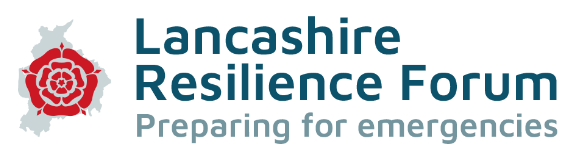 Lancashire
Resilience Forum
Preparing for emergencies